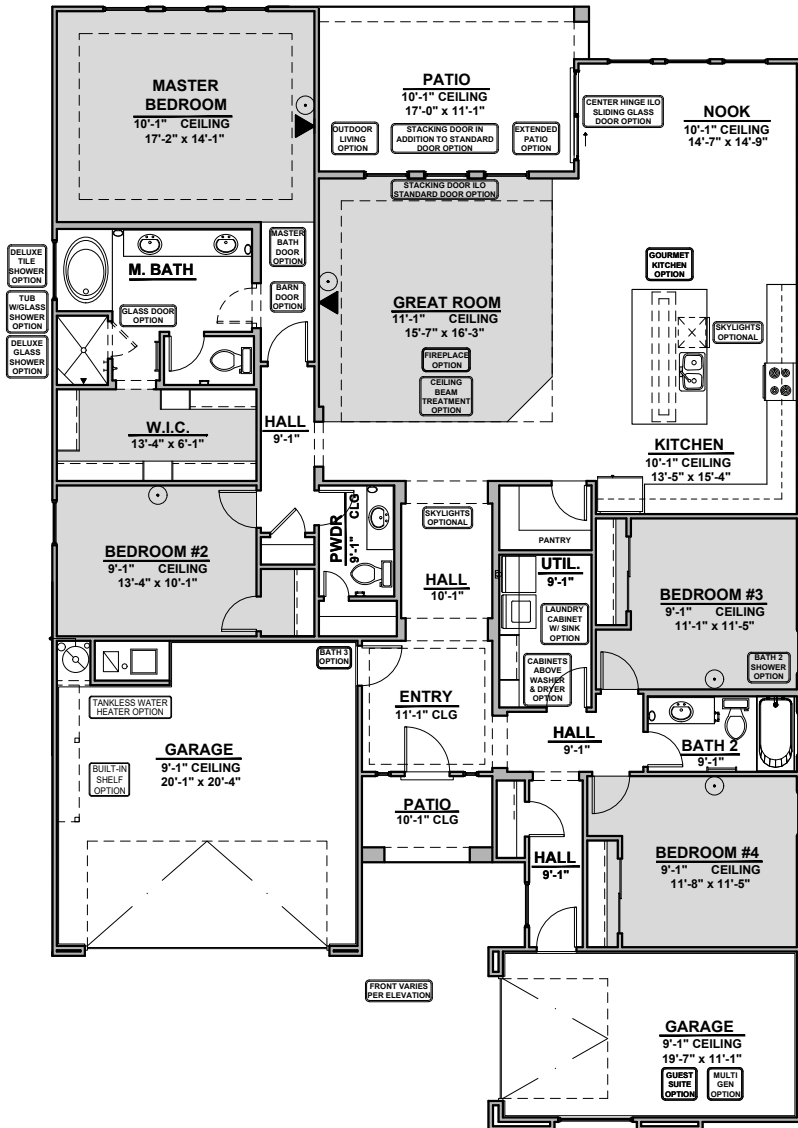 MASTER
BEDROOM
10'-1" CEILING
17'-2" x 14'-1"
PATIO
10'-1" CEILING
17'-0" x 11'-1"
OUTDOOR
LIVING
OPTION
STACKING DOOR IN
ADDITION TO STANDARD
DOOR OPTION
EXTENDED
PATIO
OPTION
CENTER HINGE ILO
SLIDING GLASS
DOOR OPTION
NOOK
10'-1" CEILING
14'-7" x 14'-9"
STACKING DOOR ILO
STANDARD DOOR OPTION
DELUXE
TILE
SHOWER
OPTION
TUB
W/GLASS
SHOWER
OPTION
DELUXE
GLASS
SHOWER
OPTION
M. BATH
GLASS DOOR
OPTION
MASTER
BATH
DOOR
OPTION
BARN
DOOR
OPTION
GREAT ROOM
11'-1" CEILING
15'-7" x 16'-3"
FIREPLACE
OPTION
CEILING
BEAM
TREATMENT
OPTION
GOURMET
KITCHEN
OPTION
SKYLIGHTS
OPTIONAL
KITCHEN
10'-1" CEILING
13'-5" x 15'-4"
W.I.C.
13'-4" x 6'-1"
HALL
9'-1"
BEDROOM #2
9'-1" CEILING
13'-4" x 10'-1"
PWDR
9'-1" CLG
SKYLIGHTS
OPTIONAL
HALL
10'-1"
PANTRY
UTIL.
9'-1"
LAUNDRY
CABINET
W/ SINK
OPTION
CABINETS
ABOVE
WASHER
& DRYER
OPTION
BEDROOM #3
9'-1" CEILING
11'-1" x 11'-5"
BATH 2
SHOWER
OPTION
BATH 3
OPTION
TANKLESS WATER
HEATER OPTION
GARAGE
9'-1" CEILING
20'-1" x 20'-4"
BUILT-IN
SHELF
OPTION
ENTRY
11'-1" CLG
HALL
9'-1"
BATH 2
9'-1"
PATIO
10'-1" CLG
HALL
9'-1"
BEDROOM #4
9'-1" CEILING
11'-8" x 11'-5"
FRONT VARIES
PER ELEVATION
GARAGE
9'-1" CEILING
19'-7" x 11'-1"
GUEST
SUITE
OPTION
MULTI
GEN
OPTION